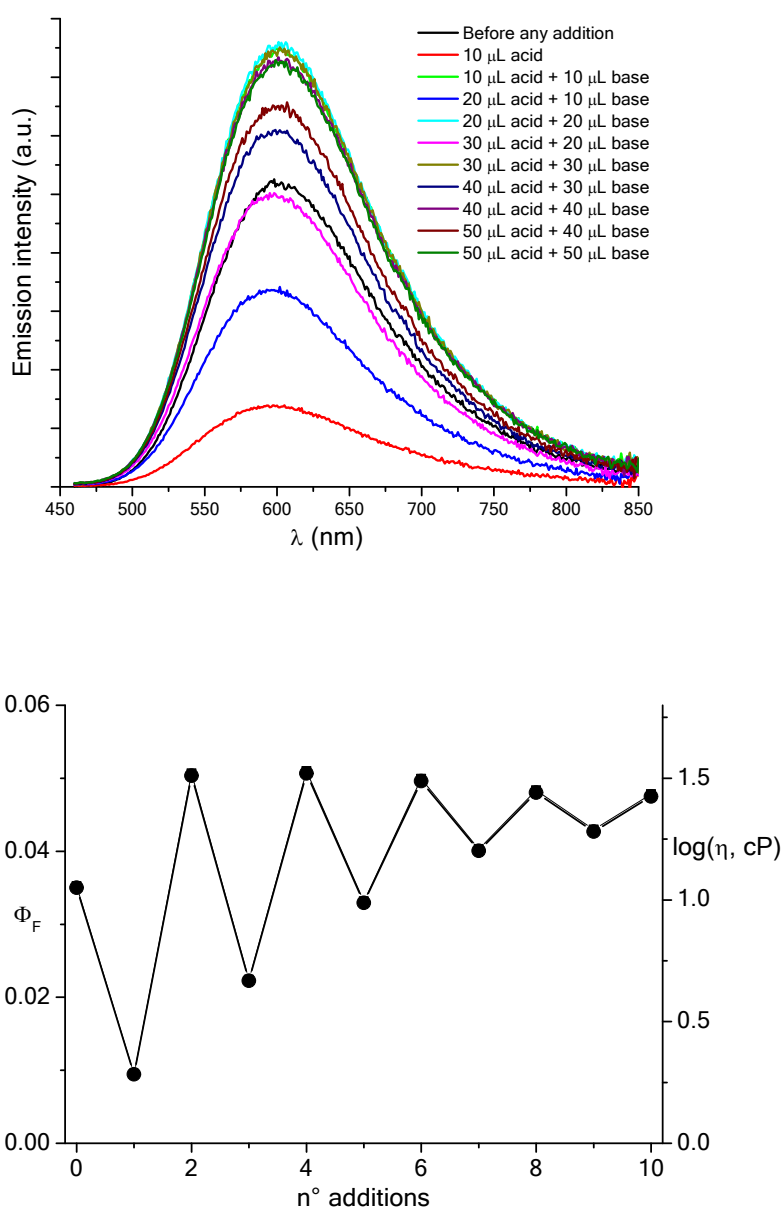 Before any addition
10 μL acid
10 μL acid + 10 μL base
20 μL acid + 10 μL base
20 μL acid + 20 μL base
30 μL acid + 20 μL base
30 μL acid + 30 μL base
40 μL acid + 30 μL base
40 μL acid + 40 μL base
50 μL acid + 40 μL base
50 μL acid + 50 μL base
Emission intensity (a.u.)
450 500 550 600 650 700 750 800 850
λ (nm)
0.06
0.04
0.02
0.00
Φ_F
1.5
1.0
0.5
0.0
log(η, cP)
0 2 4 6 8 10
n° additions